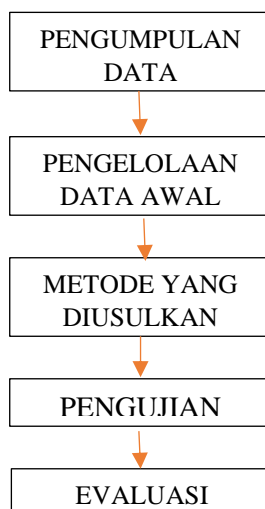 PENGUMPULAN
DATA
PENGELOLAAN
DATA AWAL
METODE YANG
DIUSULKAN
PENGUJIAN
EVALUASI